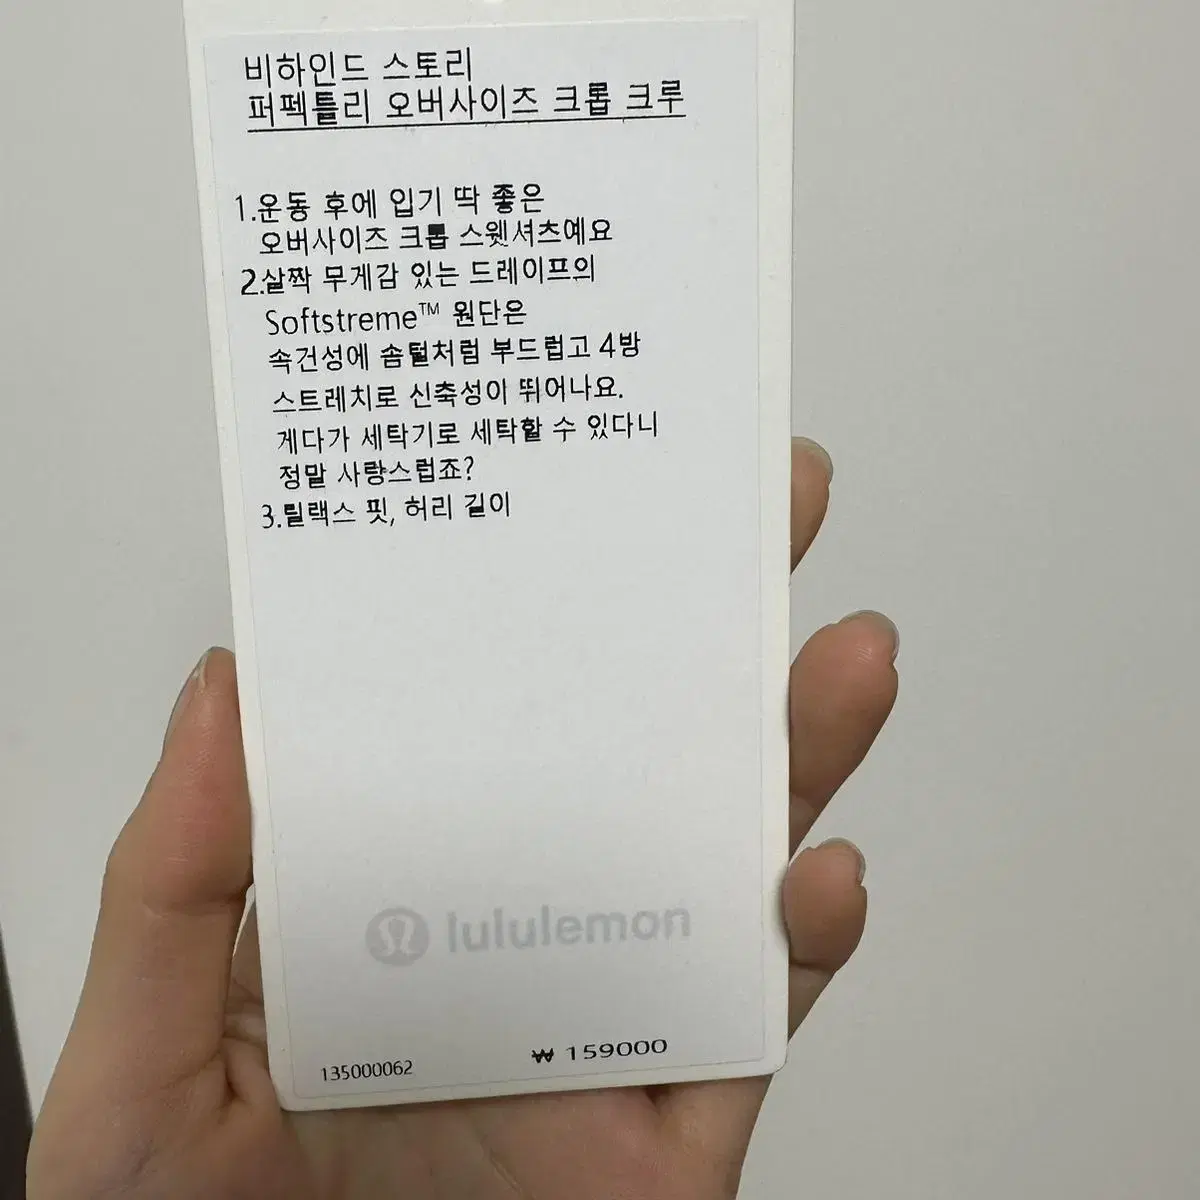 비하인드 스토리
퍼펙틀리 오버사이즈 크롭 크루
1.운동 후에 입기 딱 좋은
오버사이즈 크롭 스웻셔츠예요
2.살짝 무게감 있는 드레이프의
Softstreme™ 원단은
속건성에 솜털처럼 부드럽고 4방
스트레치로 신축성이 뛰어나요.
게다가 세탁기로 세탁할 수 있다니
정말 사랑스럽죠?
3.릴랙스 핏, 허리 길이
lululemon
135000062 ₩ 159000